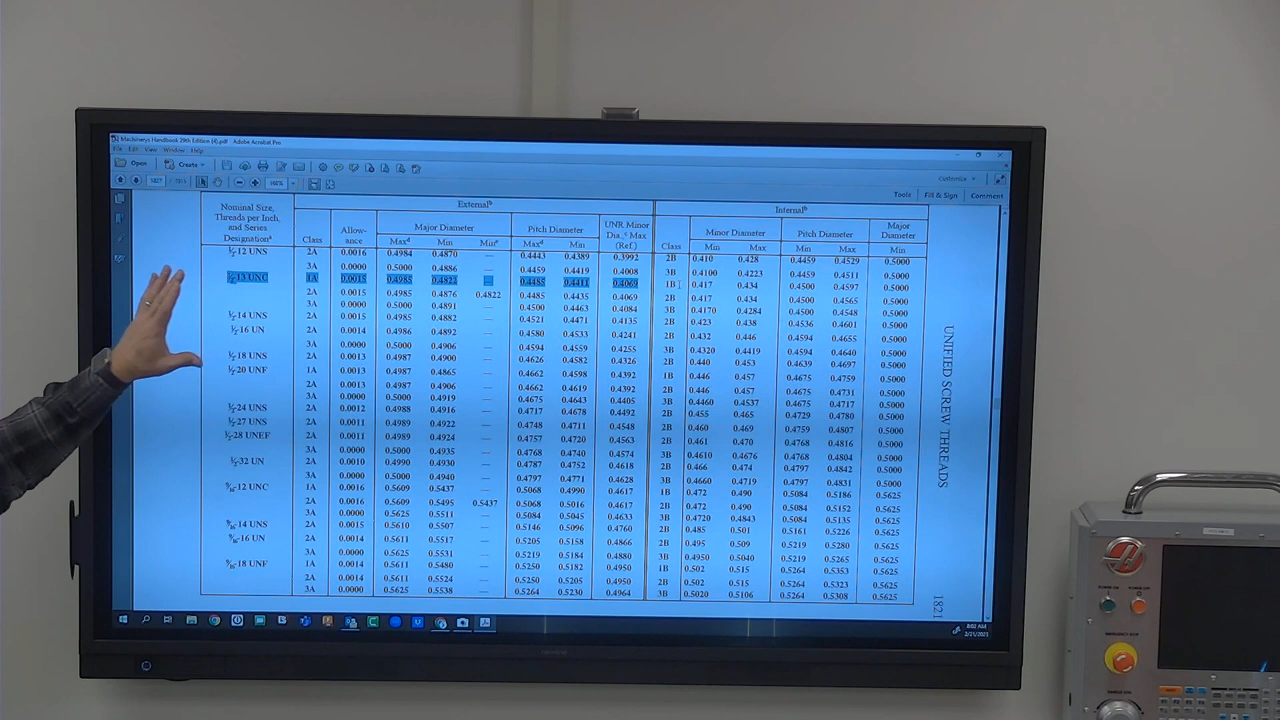 Machinerys Handbook 29th Edition (4).pdf - Adobe Acrobat Pro
File Edit View Window Help
Open Create
Customize
Tools Fill & Sign Comment
Nominal Size, Threads per Inch, and Series Designationᵃ
Externalᵇ
Internalᵇ
Class Allow-ance Major Diameter Pitch Diameter UNR Minor Dia.,ᶜ Max (Ref.) Class Minor Diameter Pitch Diameter Major Diameter
Maxᵈ Min Minᵉ Maxᵈ Min Min Max Min Max Min
½-12 UNS 2A 0.0016 0.4984 0.4870 — 0.4443 0.4389 0.3992 2B 0.410 0.428 0.4459 0.4529 0.5000
3A 0.0000 0.5000 0.4886 — 0.4459 0.4419 0.4008 3B 0.4100 0.4223 0.4459 0.4511 0.5000
½-13 UNC 1A 0.0015 0.4985 0.4822 — 0.4485 0.4411 0.4069 1B 0.417 0.434 0.4500 0.4597 0.5000
2A 0.0015 0.4985 0.4876 0.4822 0.4485 0.4435 0.4069 2B 0.417 0.434 0.4500 0.4565 0.5000
3A 0.0000 0.5000 0.4891 — 0.4500 0.4463 0.4084 3B 0.4170 0.4284 0.4500 0.4548 0.5000
½-14 UNS 2A 0.0015 0.4985 0.4882 — 0.4521 0.4471 0.4135 2B 0.423 0.438 0.4536 0.4601 0.5000
½-16 UN 2A 0.0014 0.4986 0.4892 — 0.4580 0.4533 0.4241 2B 0.432 0.446 0.4594 0.4655 0.5000
3A 0.0000 0.5000 0.4906 — 0.4594 0.4559 0.4255 3B 0.4320 0.4419 0.4594 0.4640 0.5000
½-18 UNS 2A 0.0013 0.4987 0.4900 — 0.4626 0.4582 0.4326 2B 0.440 0.453 0.4639 0.4697 0.5000
½-20 UNF 1A 0.0013 0.4987 0.4865 — 0.4662 0.4598 0.4392 1B 0.446 0.457 0.4675 0.4759 0.5000
2A 0.0013 0.4987 0.4906 — 0.4662 0.4619 0.4392 2B 0.446 0.457 0.4675 0.4731 0.5000
3A 0.0000 0.5000 0.4919 — 0.4675 0.4643 0.4405 3B 0.4460 0.4537 0.4675 0.4717 0.5000
½-24 UNS 2A 0.0012 0.4988 0.4916 — 0.4717 0.4678 0.4492 2B 0.455 0.465 0.4729 0.4780 0.5000
½-27 UNS 2A 0.0011 0.4989 0.4922 — 0.4748 0.4711 0.4548 2B 0.460 0.469 0.4759 0.4807 0.5000
½-28 UNEF 2A 0.0011 0.4989 0.4924 — 0.4757 0.4720 0.4563 2B 0.461 0.470 0.4768 0.4816 0.5000
3A 0.0000 0.5000 0.4935 — 0.4768 0.4740 0.4574 3B 0.4610 0.4676 0.4768 0.4804 0.5000
½-32 UN 2A 0.0010 0.4990 0.4930 — 0.4787 0.4752 0.4618 2B 0.466 0.474 0.4797 0.4842 0.5000
3A 0.0000 0.5000 0.4940 — 0.4797 0.4771 0.4628 3B 0.4660 0.4719 0.4797 0.4831 0.5000
9⁄16-12 UNC 1A 0.0016 0.5609 0.5437 — 0.5068 0.4990 0.4617 1B 0.472 0.490 0.5084 0.5186 0.5625
2A 0.0016 0.5609 0.5495 0.5437 0.5068 0.5016 0.4617 2B 0.472 0.490 0.5084 0.5152 0.5625
3A 0.0000 0.5625 0.5511 — 0.5084 0.5045 0.4633 3B 0.4720 0.4843 0.5084 0.5135 0.5625
9⁄16-14 UNS 2A 0.0015 0.5610 0.5507 — 0.5146 0.5096 0.4760 2B 0.485 0.501 0.5161 0.5226 0.5625
9⁄16-16 UN 2A 0.0014 0.5611 0.5517 — 0.5205 0.5158 0.4866 2B 0.495 0.509 0.5219 0.5280 0.5625
3A 0.0000 0.5625 0.5531 — 0.5219 0.5184 0.4880 3B 0.4950 0.5040 0.5219 0.5265 0.5625
9⁄16-18 UNF 1A 0.0014 0.5611 0.5480 — 0.5250 0.5182 0.4950 1B 0.502 0.515 0.5264 0.5353 0.5625
2A 0.0014 0.5611 0.5524 — 0.5250 0.5205 0.4950 2B 0.502 0.515 0.5264 0.5323 0.5625
3A 0.0000 0.5625 0.5538 — 0.5264 0.5230 0.4964 3B 0.5020 0.5106 0.5264 0.5308 0.5625
UNIFIED SCREW THREADS
1821
8:02 AM
POWER ON
EMERGENCY STOP